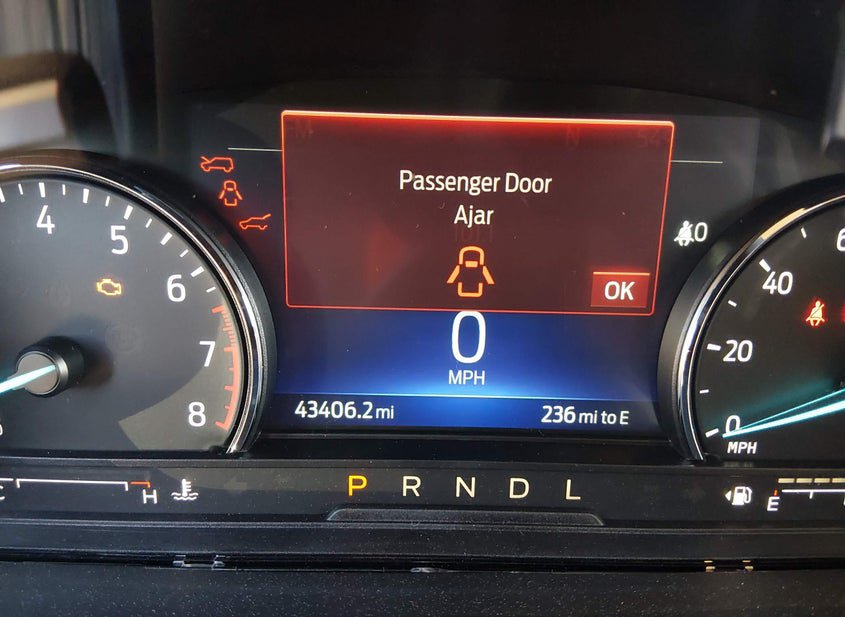 Passenger Door
Ajar
OK
0
MPH
43406.2 mi
236 mi to E
4
5
6
7
8
40
20
0
MPH
H
P R N D L
E